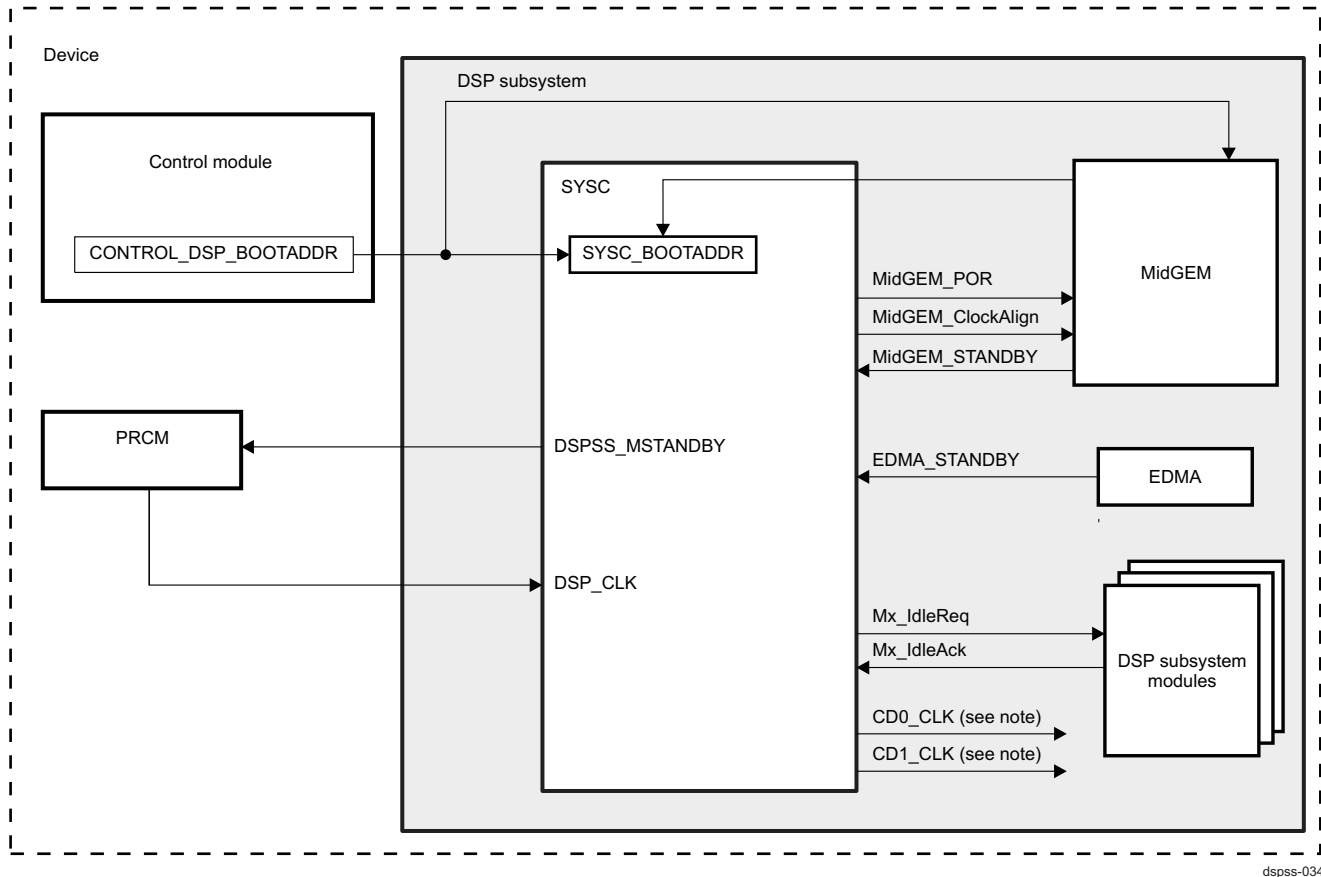 Device
DSP subsystem
Control module
SYSC
CONTROL_DSP_BOOTADDR
SYSC_BOOTADDR
MidGEM
MidGEM_POR
MidGEM_ClockAlign
MidGEM_STANDBY
PRCM
DSPSS_MSTANDBY
EDMA_STANDBY
EDMA
DSP_CLK
Mx_IdleReq
Mx_IdleAck
DSP subsystem
modules
CD0_CLK (see note)
CD1_CLK (see note)
dspss-034